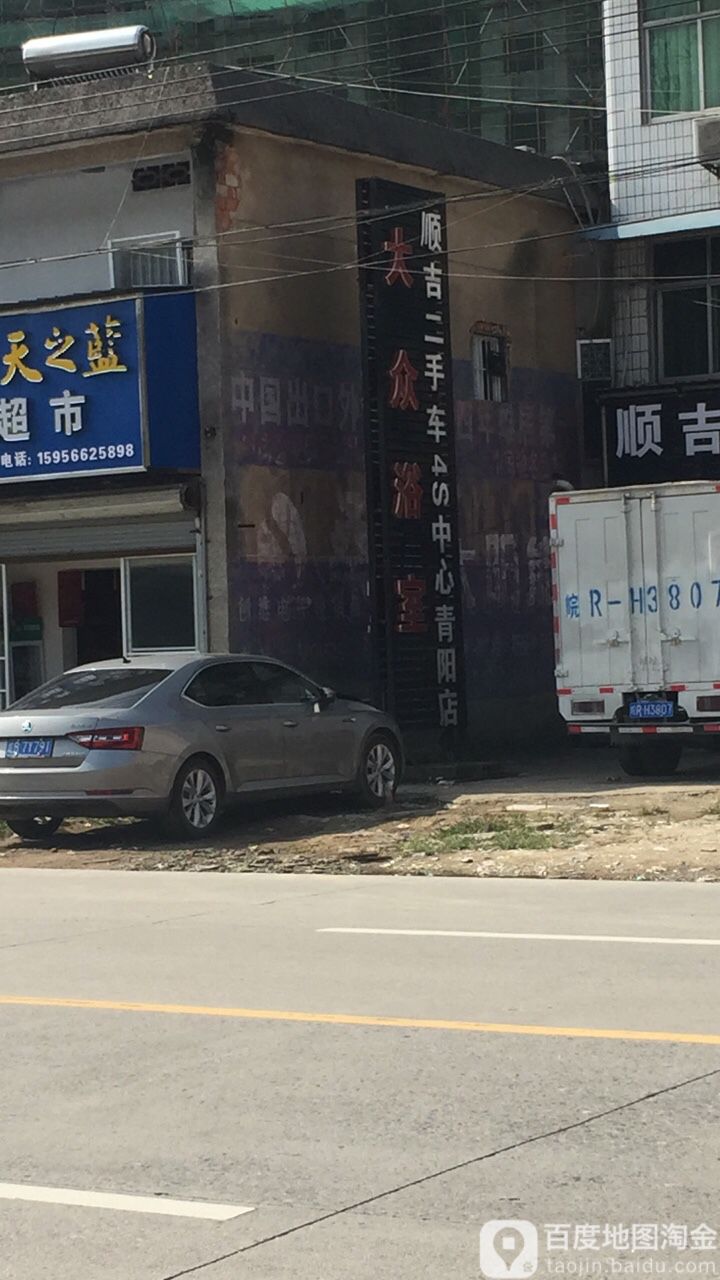 天之蓝
超市
电话: 15956625898
大众浴室
顺吉二手车4S中心青阳店
中国出口外
顺吉
皖R-H3807
皖R H3807
百度地图淘金
taojin.baidu.com